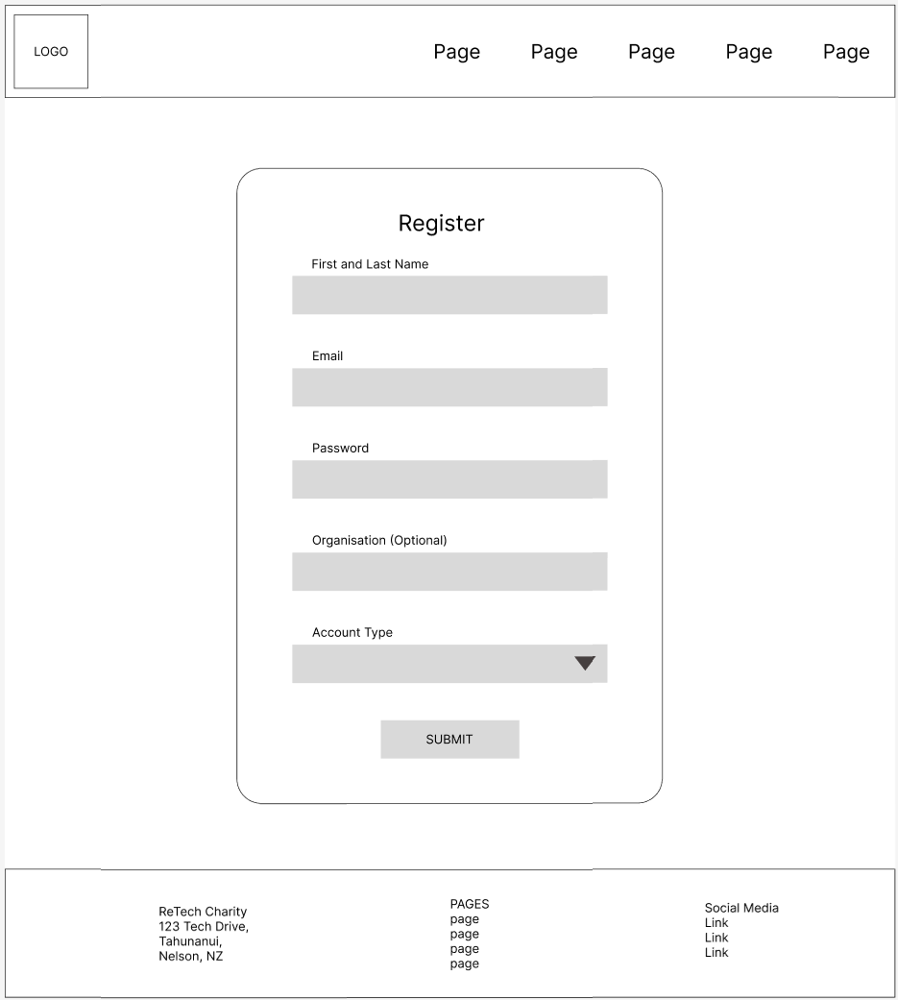 LOGO
Page Page Page Page Page
Register
First and Last Name
Email
Password
Organisation (Optional)
Account Type
SUBMIT
ReTech Charity
123 Tech Drive,
Tahunanui,
Nelson, NZ
PAGES
page
page
page
page
Social Media
Link
Link
Link